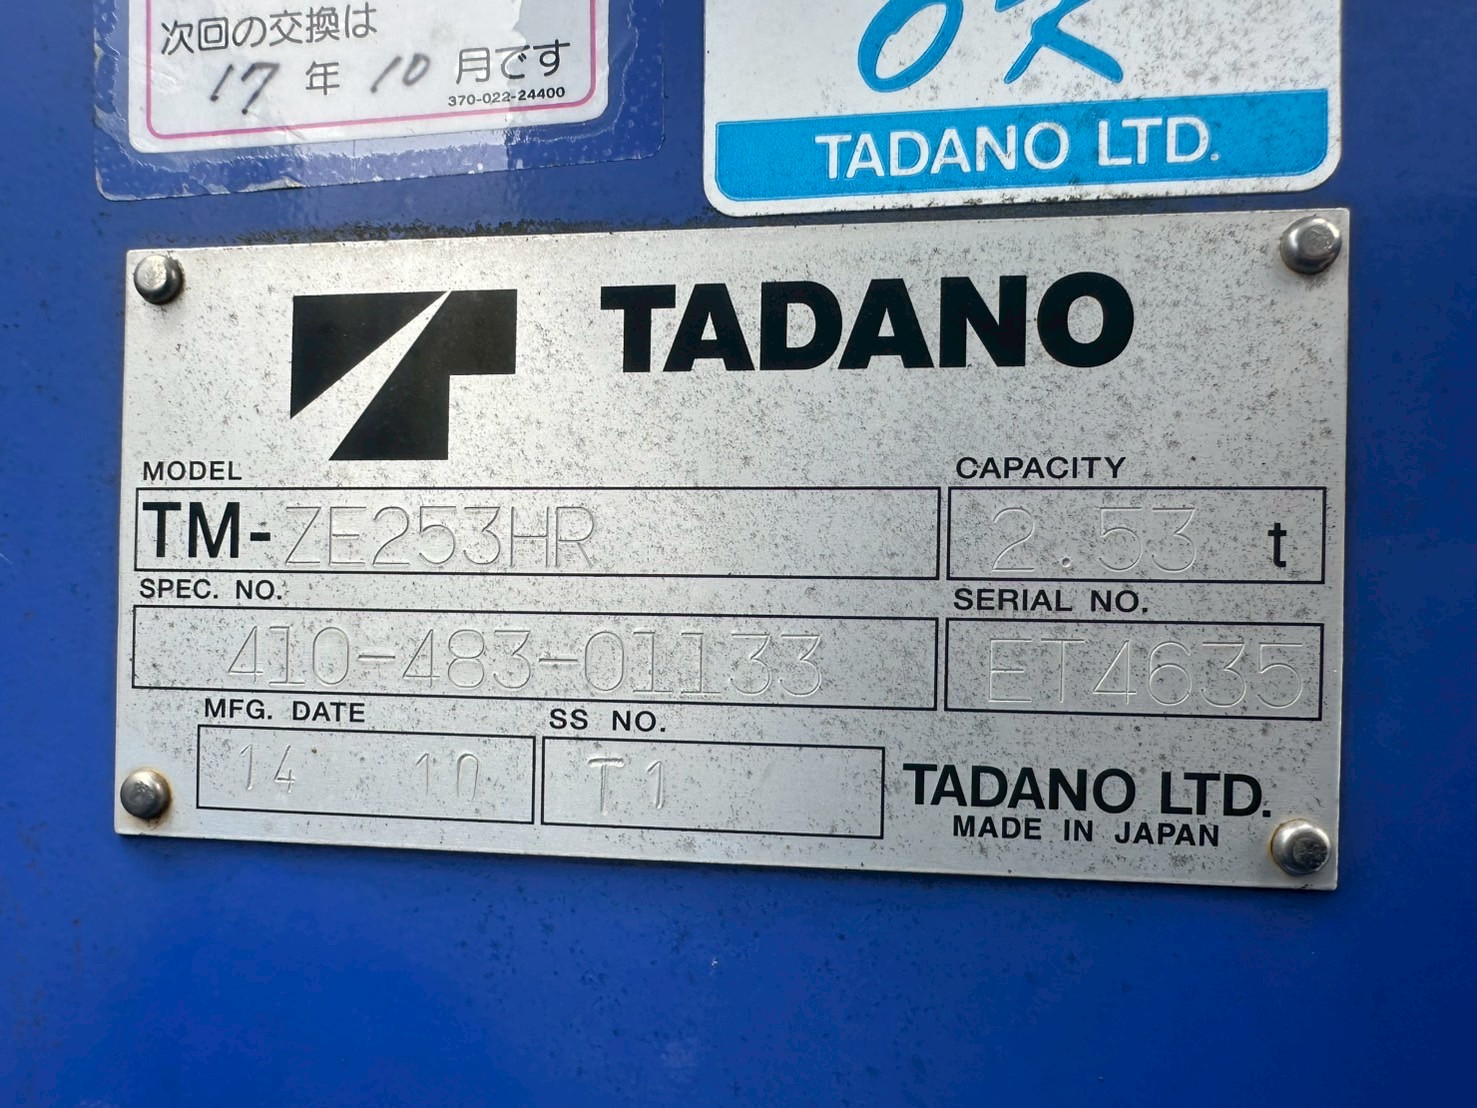 次回の交換は
17 年 10 月です
370-022-24400
OK
TADANO LTD.
TADANO
MODEL
TM-ZE253HR
CAPACITY
2.53 t
SPEC. NO.
410-483-01133
SERIAL NO.
ET4635
MFG. DATE
14 10
SS NO.
T1
TADANO LTD.
MADE IN JAPAN